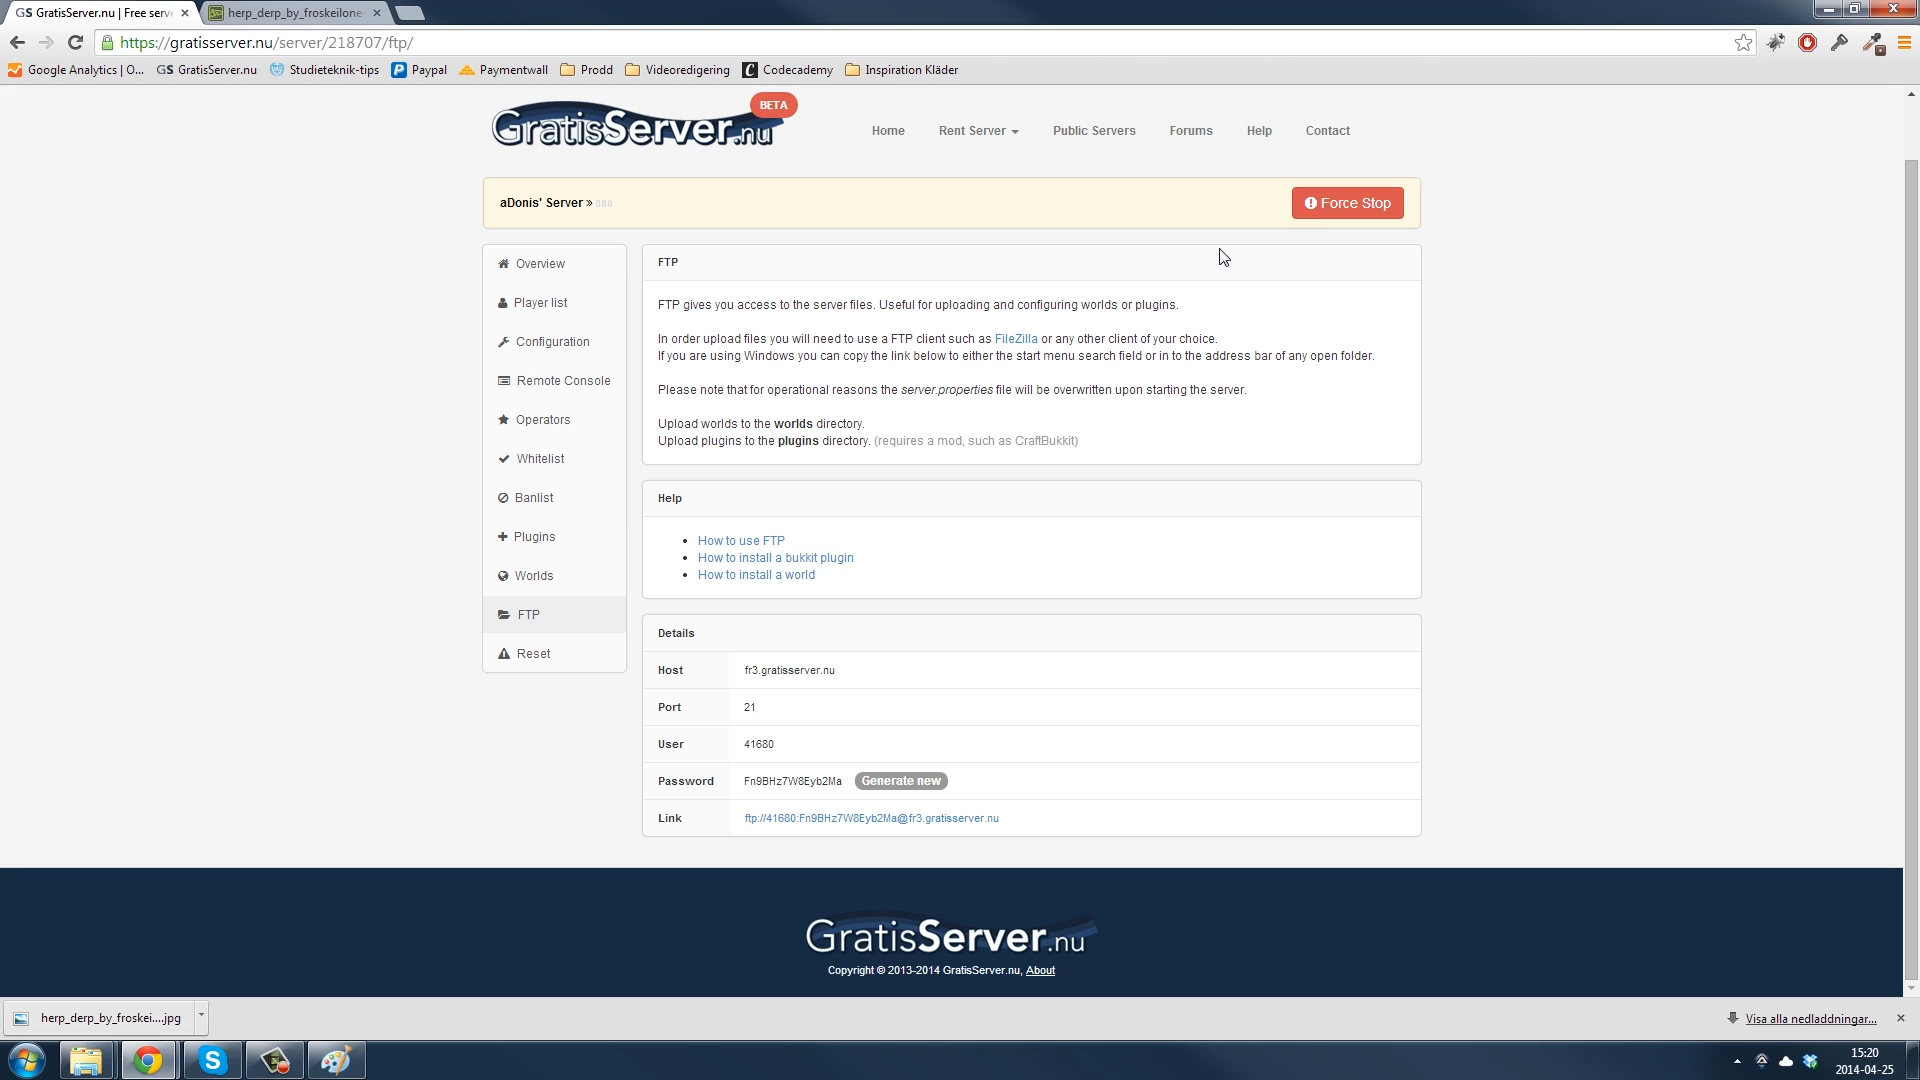 GS GratisServer.nu | Free serv
herp_derp_by_froskeilone
https://gratisserver.nu/server/218707/ftp/
Google Analytics | O...
GS GratisServer.nu
Studieteknik-tips
Paypal
Paymentwall
Prodd
Videoredigering
Codecademy
Inspiration Kläder
GratisServer.nu
BETA
Home
Rent Server
Public Servers
Forums
Help
Contact
aDonis' Server »
Force Stop
Overview
Player list
Configuration
Remote Console
Operators
Whitelist
Banlist
Plugins
Worlds
FTP
Reset
FTP
FTP gives you access to the server files. Useful for uploading and configuring worlds or plugins.
In order upload files you will need to use a FTP client such as FileZilla or any other client of your choice.
If you are using Windows you can copy the link below to either the start menu search field or in to the address bar of any open folder.
Please note that for operational reasons the server.properties file will be overwritten upon starting the server.
Upload worlds to the worlds directory.
Upload plugins to the plugins directory. (requires a mod, such as CraftBukkit)
Help
• How to use FTP
• How to install a bukkit plugin
• How to install a world
Details
Host fr3.gratisserver.nu
Port 21
User 41680
Password Fn9BHz7W8Eyb2Ma Generate new
Link ftp://41680:Fn9BHz7W8Eyb2Ma@fr3.gratisserver.nu
GratisServer.nu
Copyright © 2013-2014 GratisServer.nu, About
herp_derp_by_froskei....jpg
Visa alla nedladdningar...
15:20
2014-04-25